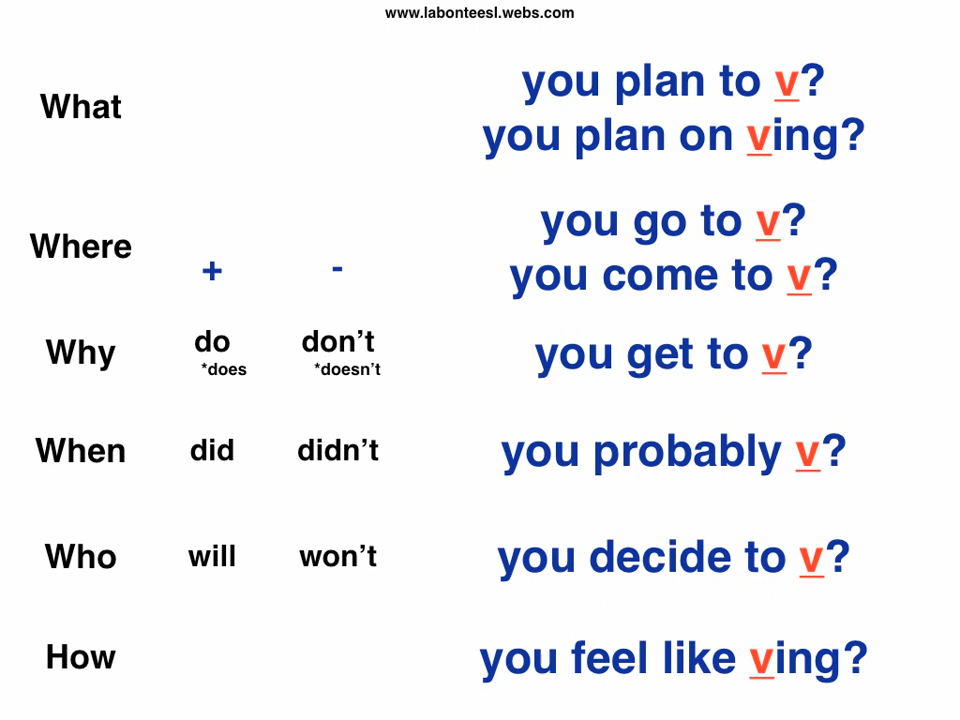 www.labonteesl.webs.com
What
you plan to v?
you plan on ving?
Where
+ -
you go to v?
you come to v?
Why
do don’t
*does *doesn’t
you get to v?
When did didn’t you probably v?
Who will won’t you decide to v?
How you feel like ving?